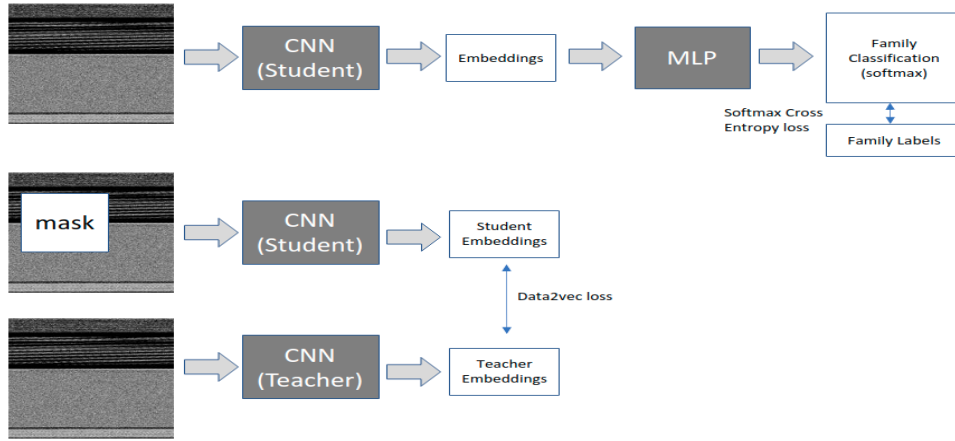 CNN
(Student)
Embeddings
MLP
Family
Classification
(softmax)
Softmax Cross
Entropy loss
Family Labels
mask
CNN
(Student)
Student
Embeddings
Data2vec loss
CNN
(Teacher)
Teacher
Embeddings